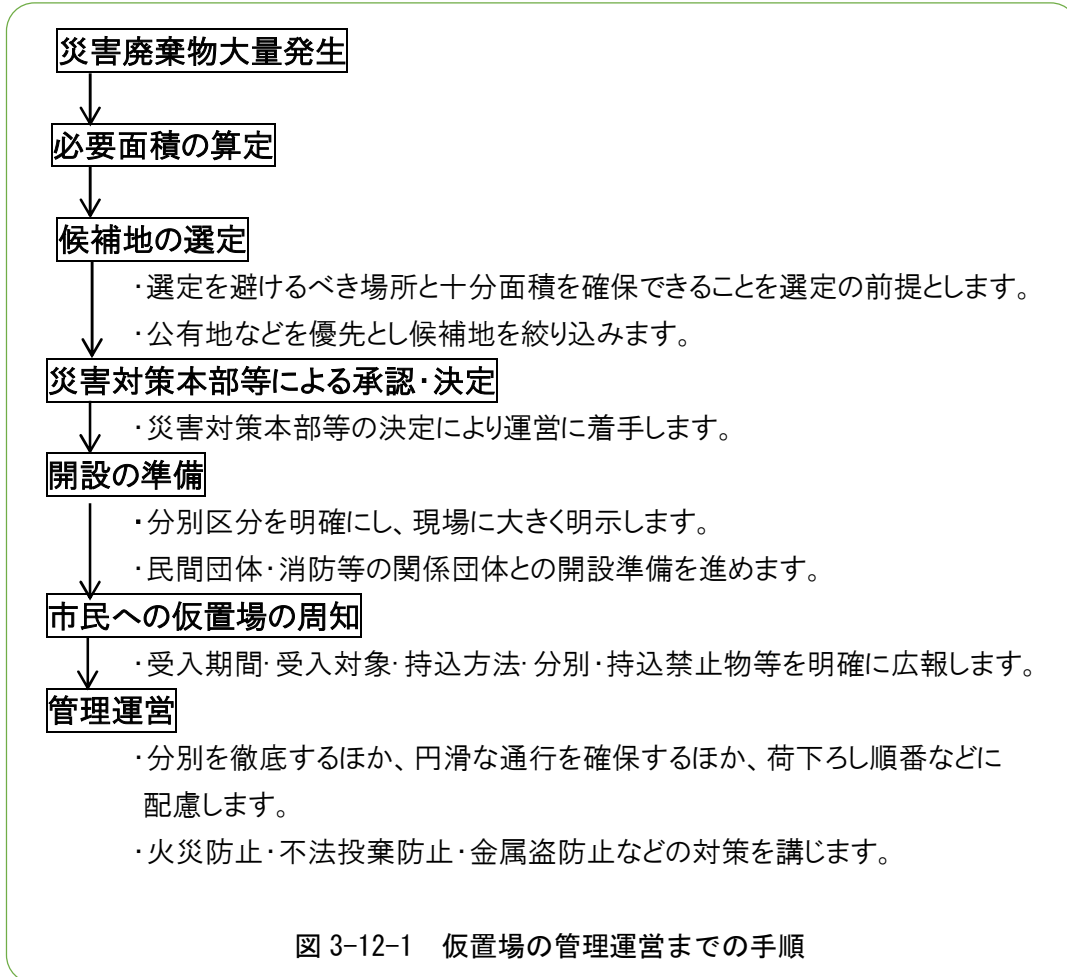 災害廃棄物大量発生
必要面積の算定
候補地の選定
・選定を避けるべき場所と十分面積を確保できることを選定の前提とします。
・公有地などを優先とし候補地を絞り込みます。
災害対策本部等による承認・決定
・災害対策本部等の決定により運営に着手します。
開設の準備
・分別区分を明確にし、現場に大きく明示します。
・民間団体・消防等の関係団体との開設準備を進めます。
市民への仮置場の周知
・受入期間・受入対象・持込方法・分別・持込禁止物等を明確に広報します。
管理運営
・分別を徹底するほか、円滑な通行を確保するほか、荷下ろし順番などに
配慮します。
・火災防止・不法投棄防止・金属盗防止などの対策を講じます。
図 3-12-1　仮置場の管理運営までの手順